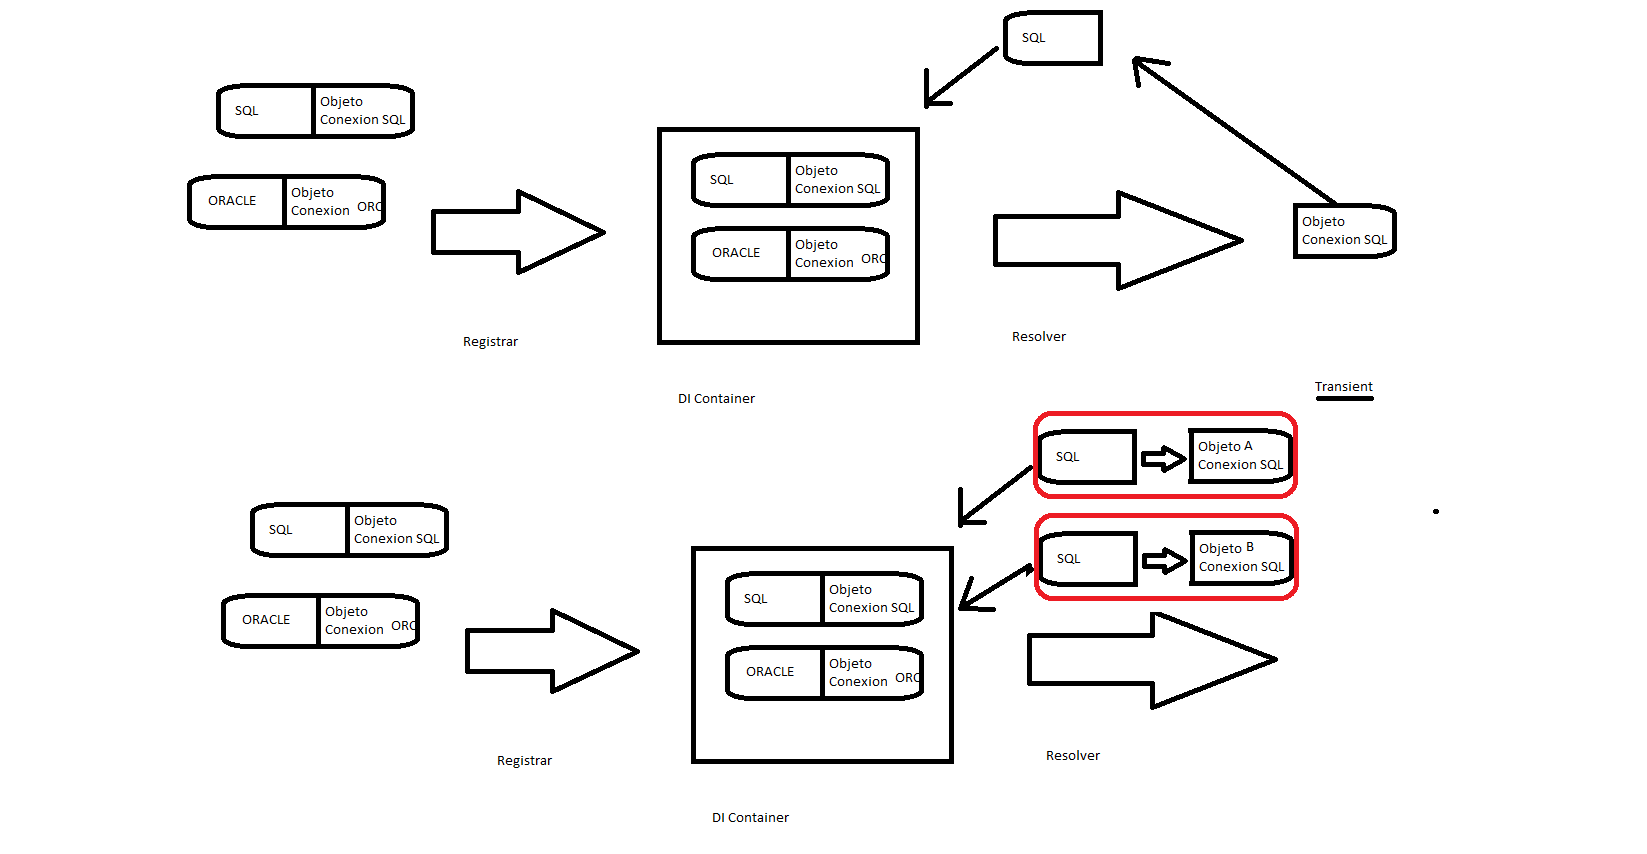 SQL
SQL
Objeto
Conexion SQL
ORACLE
Objeto
Conexion ORC
SQL
Objeto
Conexion SQL
ORACLE
Objeto
Conexion ORC
Objeto
Conexion SQL
Registrar
Resolver
DI Container
Transient
SQL
Objeto A
Conexion SQL
SQL
Objeto B
Conexion SQL
SQL
Objeto
Conexion SQL
ORACLE
Objeto
Conexion ORC
SQL
Objeto
Conexion SQL
ORACLE
Objeto
Conexion ORC
Registrar
Resolver
DI Container